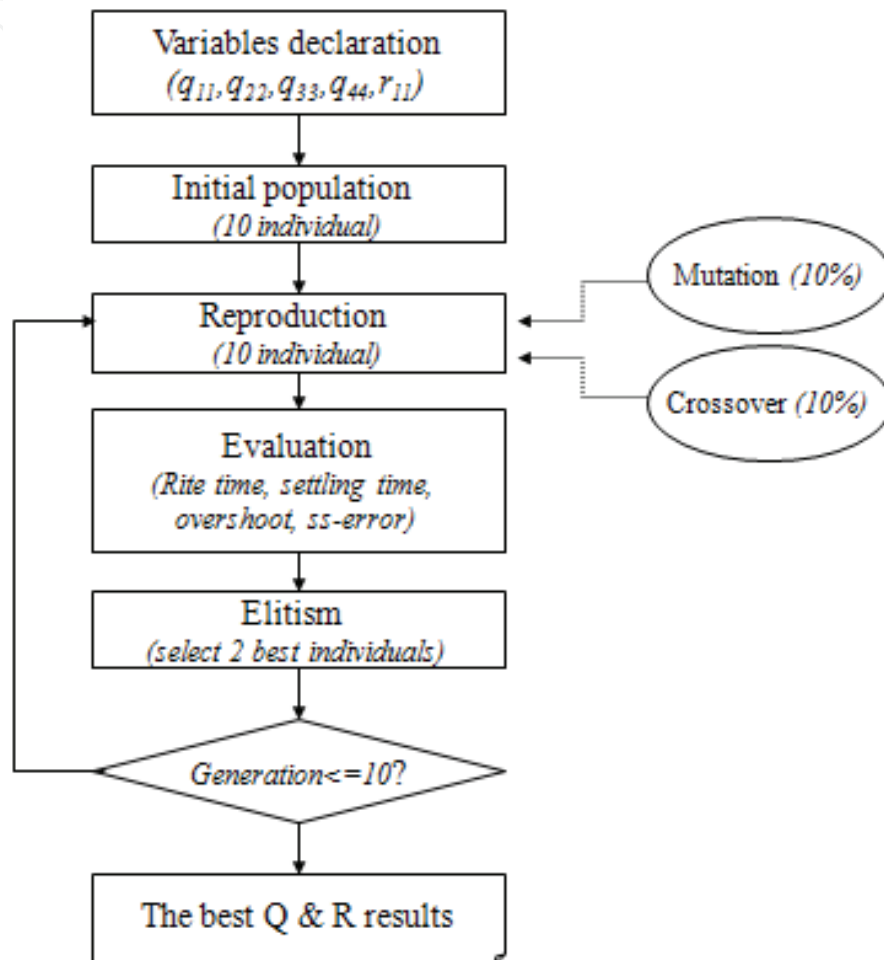 Variables declaration
(q11,q22,q33,q44,r11)
Initial population
(10 individual)
Reproduction
(10 individual)
Mutation (10%)
Crossover (10%)
Evaluation
(Rite time, settling time,
overshoot, ss-error)
Elitism
(select 2 best individuals)
Generation<=10?
The best Q & R results